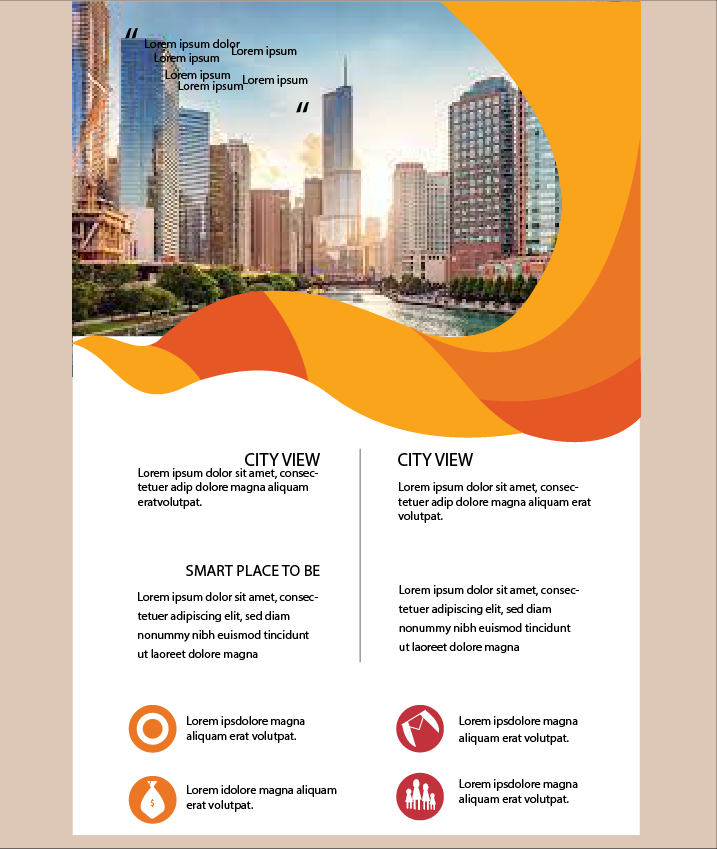 “
Lorem ipsum dolor
Lorem ipsum
Lorem ipsum
Lorem ipsum
Lorem ipsum
Lorem ipsum
“
CITY VIEW
Lorem ipsum dolor sit amet, consec-
tetuer adip dolore magna aliquam
eratvolutpat.
SMART PLACE TO BE
Lorem ipsum dolor sit amet, consec-
tetuer adipiscing elit, sed diam
nonummy nibh euismod tincidunt
ut laoreet dolore magna
CITY VIEW
Lorem ipsum dolor sit amet, consec-
tetuer adip dolore magna aliquam erat
volutpat.
Lorem ipsum dolor sit amet, consec-
tetuer adipiscing elit, sed diam
nonummy nibh euismod tincidunt
ut laoreet dolore magna
Lorem ipsdolore magna
aliquam erat volutpat.
Lorem ipsdolore magna
aliquam erat volutpat.
$
Lorem idolore magna aliquam
erat volutpat.
Lorem ipsdolore magna
aliquam erat volutpat.